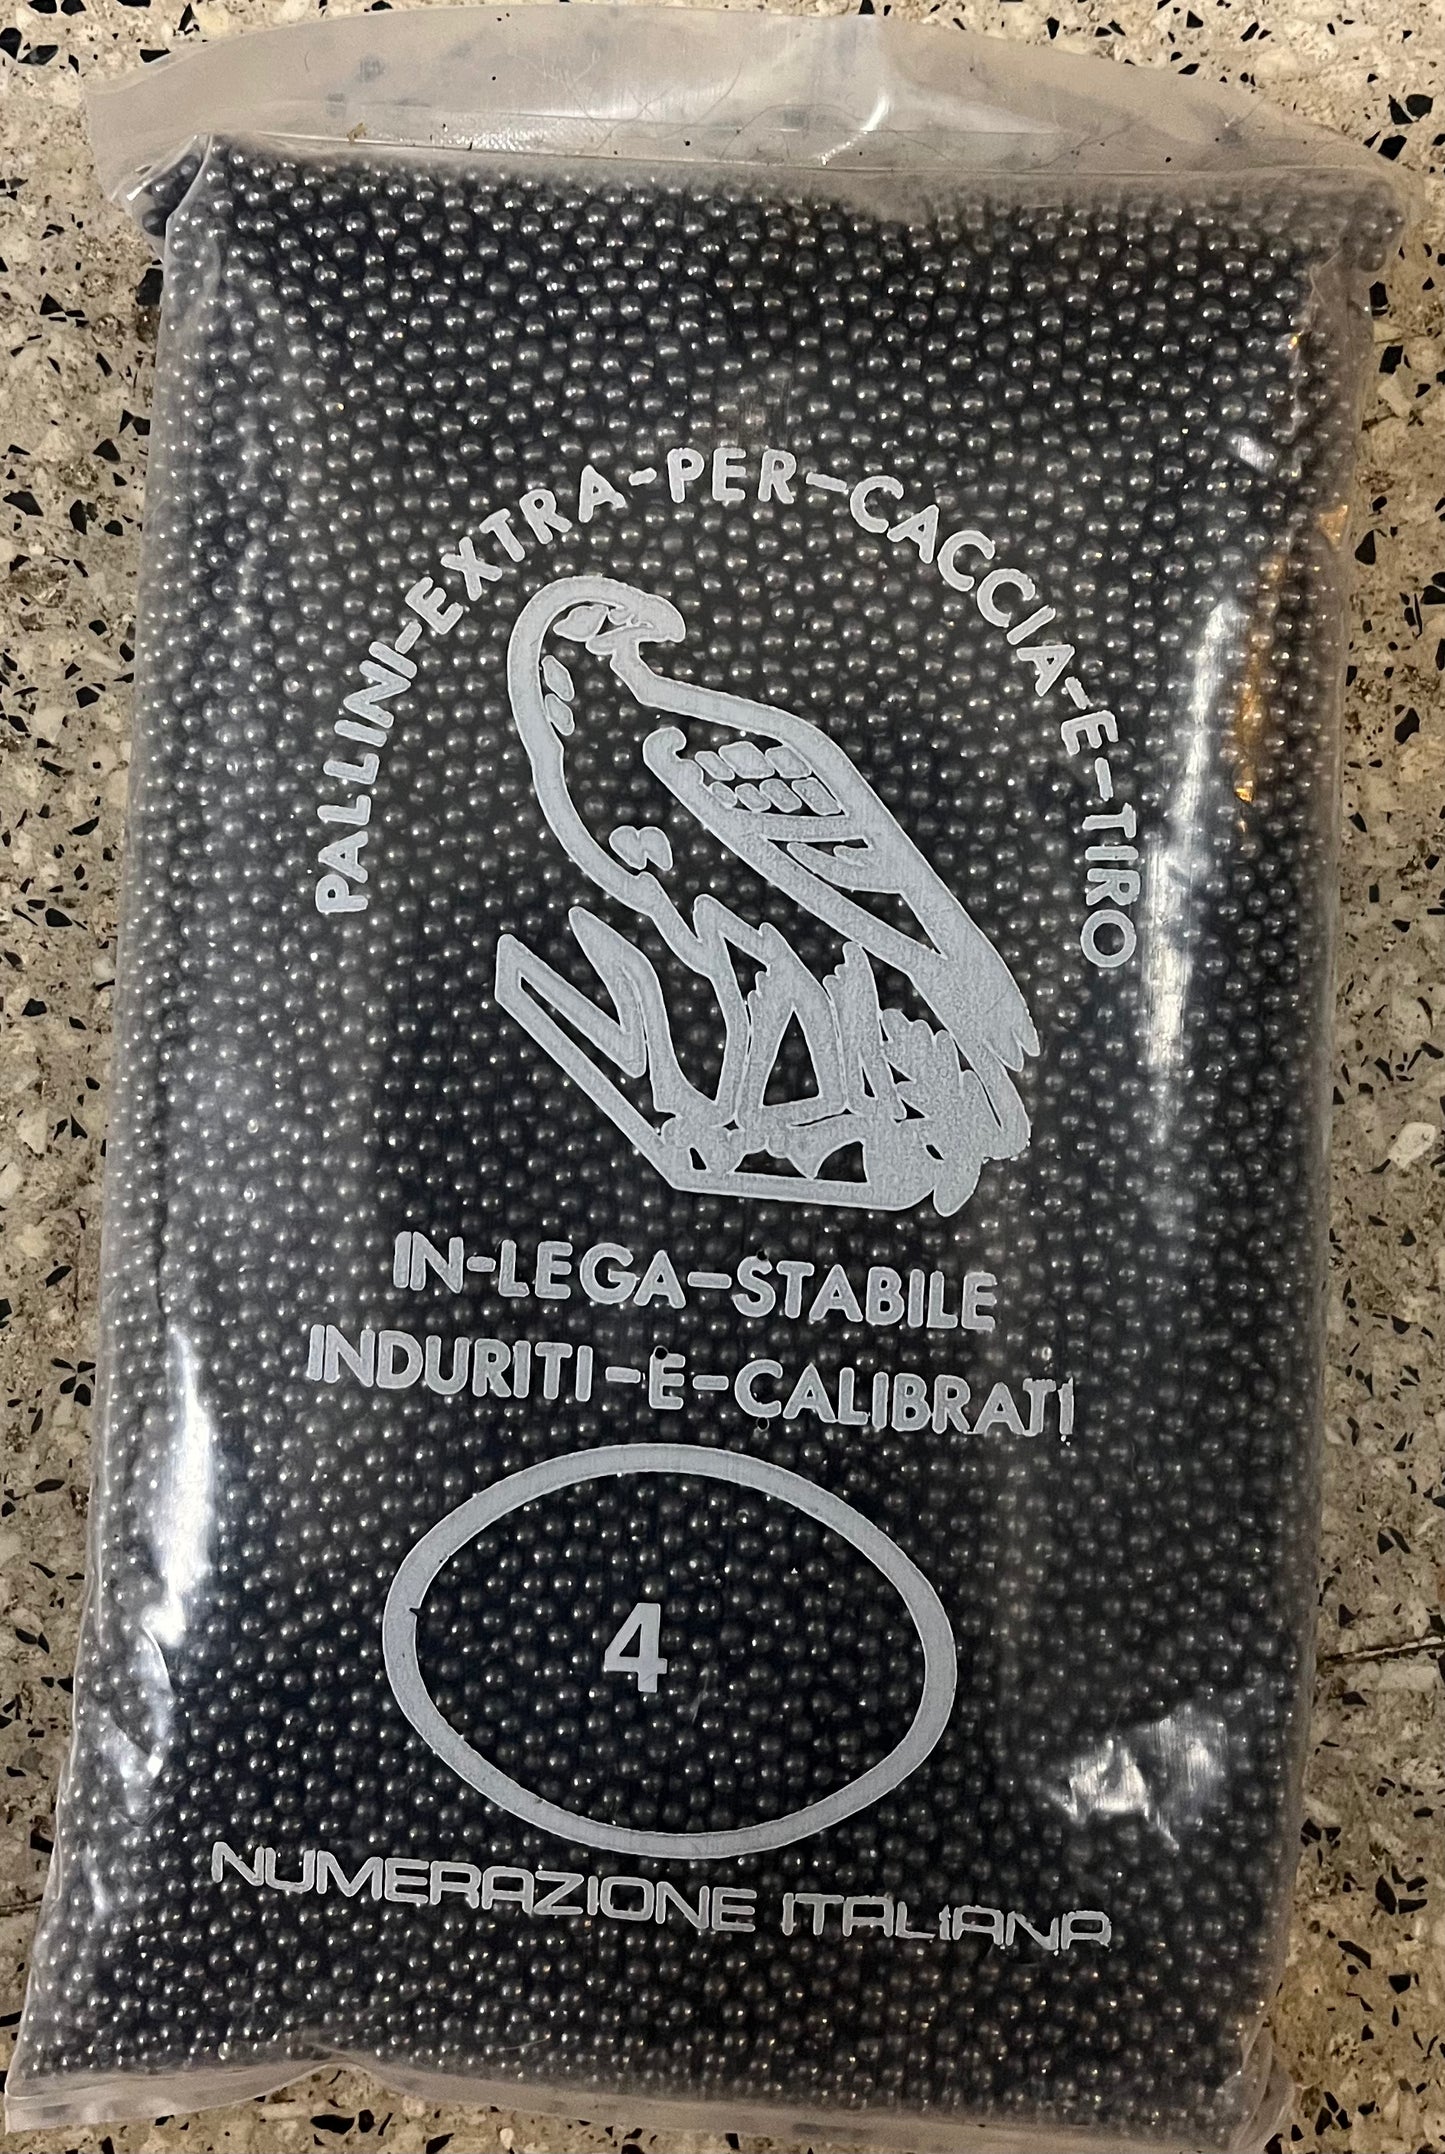 PALLINI-EXTRA-PER-CACCIA-E-TIRO
IN-LEGA-STABILE
INDURITI-E-CALIBRATI
4
NUMERAZIONE ITALIANA